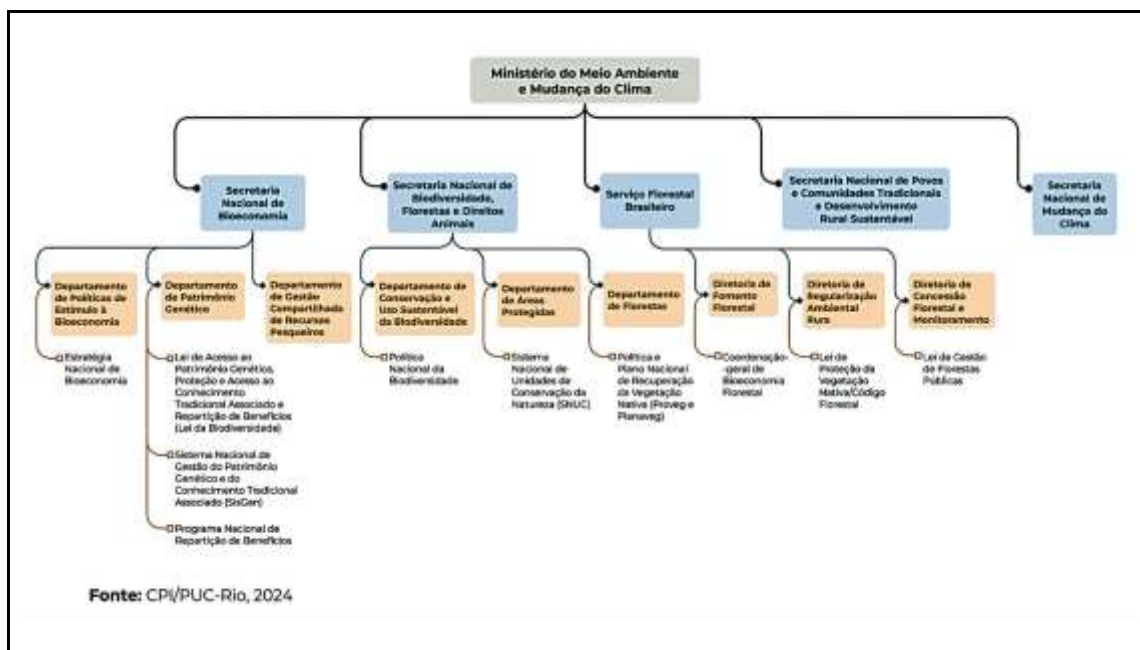 Ministério do Meio Ambiente
e Mudança do Clima
Secretaria
Nacional de
Bioeconomia
Secretaria Nacional de
Biodiversidade,
Florestas e Direitos
Animais
Serviço Florestal
Brasileiro
Secretaria Nacional de Povos
e Comunidades Tradicionais
e Desenvolvimento
Rural Sustentável
Secretaria
Nacional de
Mudança do
Clima
Departamento
de Políticas de
Estímulo à
Bioeconomia
Departamento
de Patrimônio
Genético
Departamento
de Gestão
Compartilhada
de Recursos
Pesqueiros
Departamento de
Conservação e
Uso Sustentável
da Biodiversidade
Departamento
de Áreas
Protegidas
Departamento
de Florestas
Diretoria de
Fomento
Florestal
Diretoria de
Regularização
Ambiental
Rura
Diretoria de
Concessão
Florestal e
Monitoramento
Estratégia
Nacional de
Bioeconomia
Lei de Acesso ao
Patrimônio Genético,
Proteção e Acesso ao
Conhecimento
Tradicional Associado e
Repartição de Benefícios
(Lei da Biodiversidade)
Sistema Nacional de
Gestão do Patrimônio
Genético e do
Conhecimento Tradicional
Associado (SisGen)
Programa Nacional de
Repartição de Benefícios
Política
Nacional da
Biodiversidade
Sistema
Nacional de
Unidades de
Conservação da
Natureza (SNUC)
Política e
Plano Nacional
de Recuperação
da Vegetação
Nativa (Proveg e
Planaveg)
Coordenação
-geral de
Bioeconomia
Florestal
Lei de
Proteção da
Vegetação
Nativa/Código
Florestal
Lei de Gestão
de Florestas
Públicas
Fonte: CPI/PUC-Rio, 2024